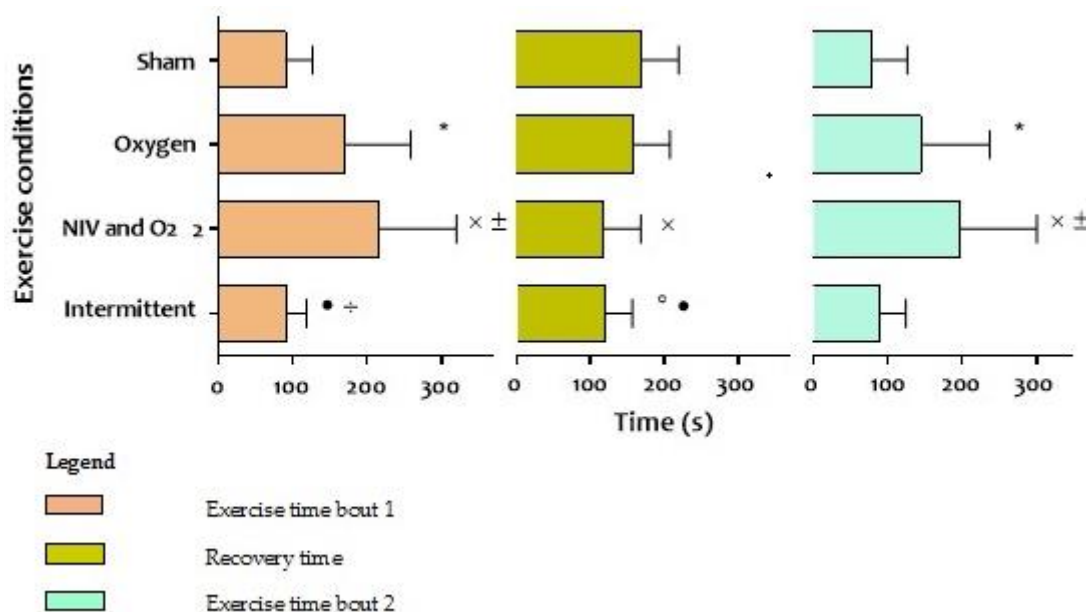 Exercise conditions
Sham
Oxygen *
*
NIV and O2 2 × ±
×
× ±
Intermittent • ÷
° •
0 100 200 300
0 100 200 300
0 100 200 300
Time (s)
Legend
Exercise time bout 1
Recovery time
Exercise time bout 2